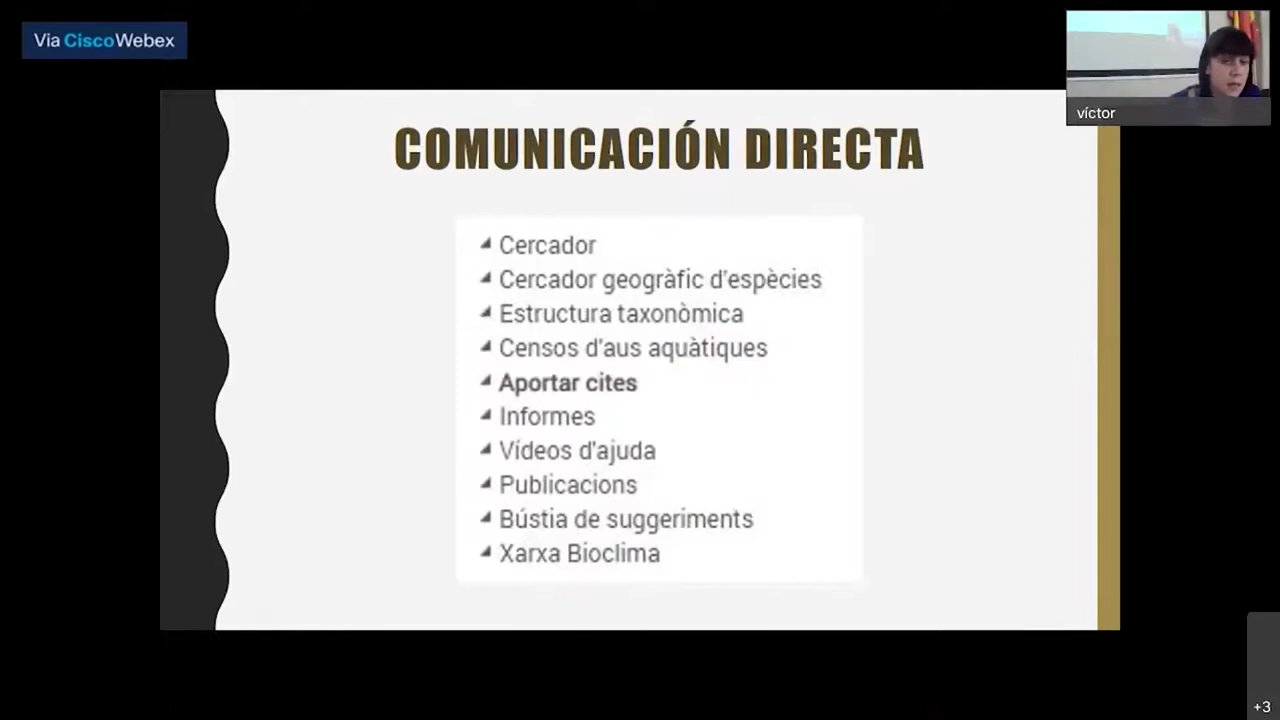 Via CiscoWebex
víctor
COMUNICACIÓN DIRECTA
Cercador
Cercador geogràfic d'espècies
Estructura taxonòmica
Censos d'aus aquàtiques
Aportar cites
Informes
Vídeos d'ajuda
Publicacions
Bústia de suggeriments
Xarxa Bioclima
+3